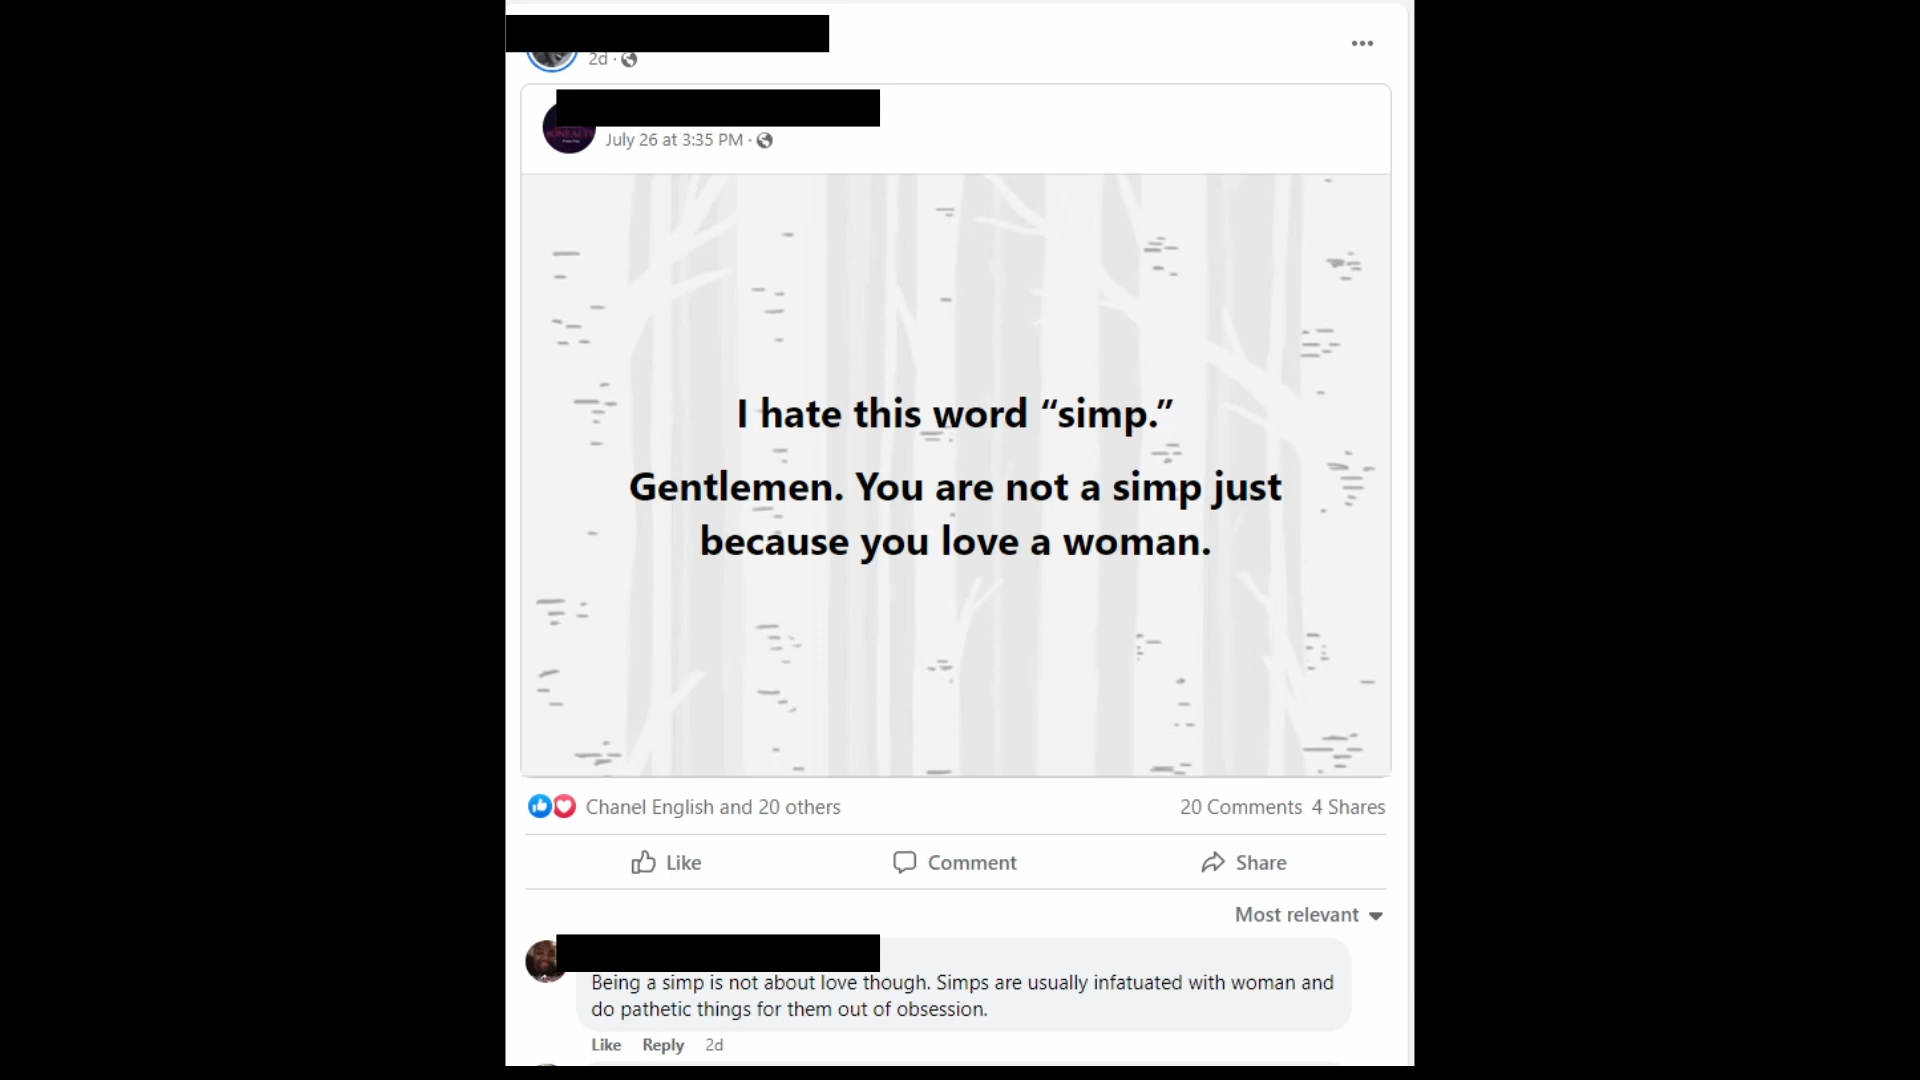 2d ·
July 26 at 3:35 PM ·
I hate this word “simp.”
Gentlemen. You are not a simp just
because you love a woman.
Chanel English and 20 others
20 Comments 4 Shares
Like
Comment
Share
Most relevant
Being a simp is not about love though. Simps are usually infatuated with woman and
do pathetic things for them out of obsession.
Like Reply 2d